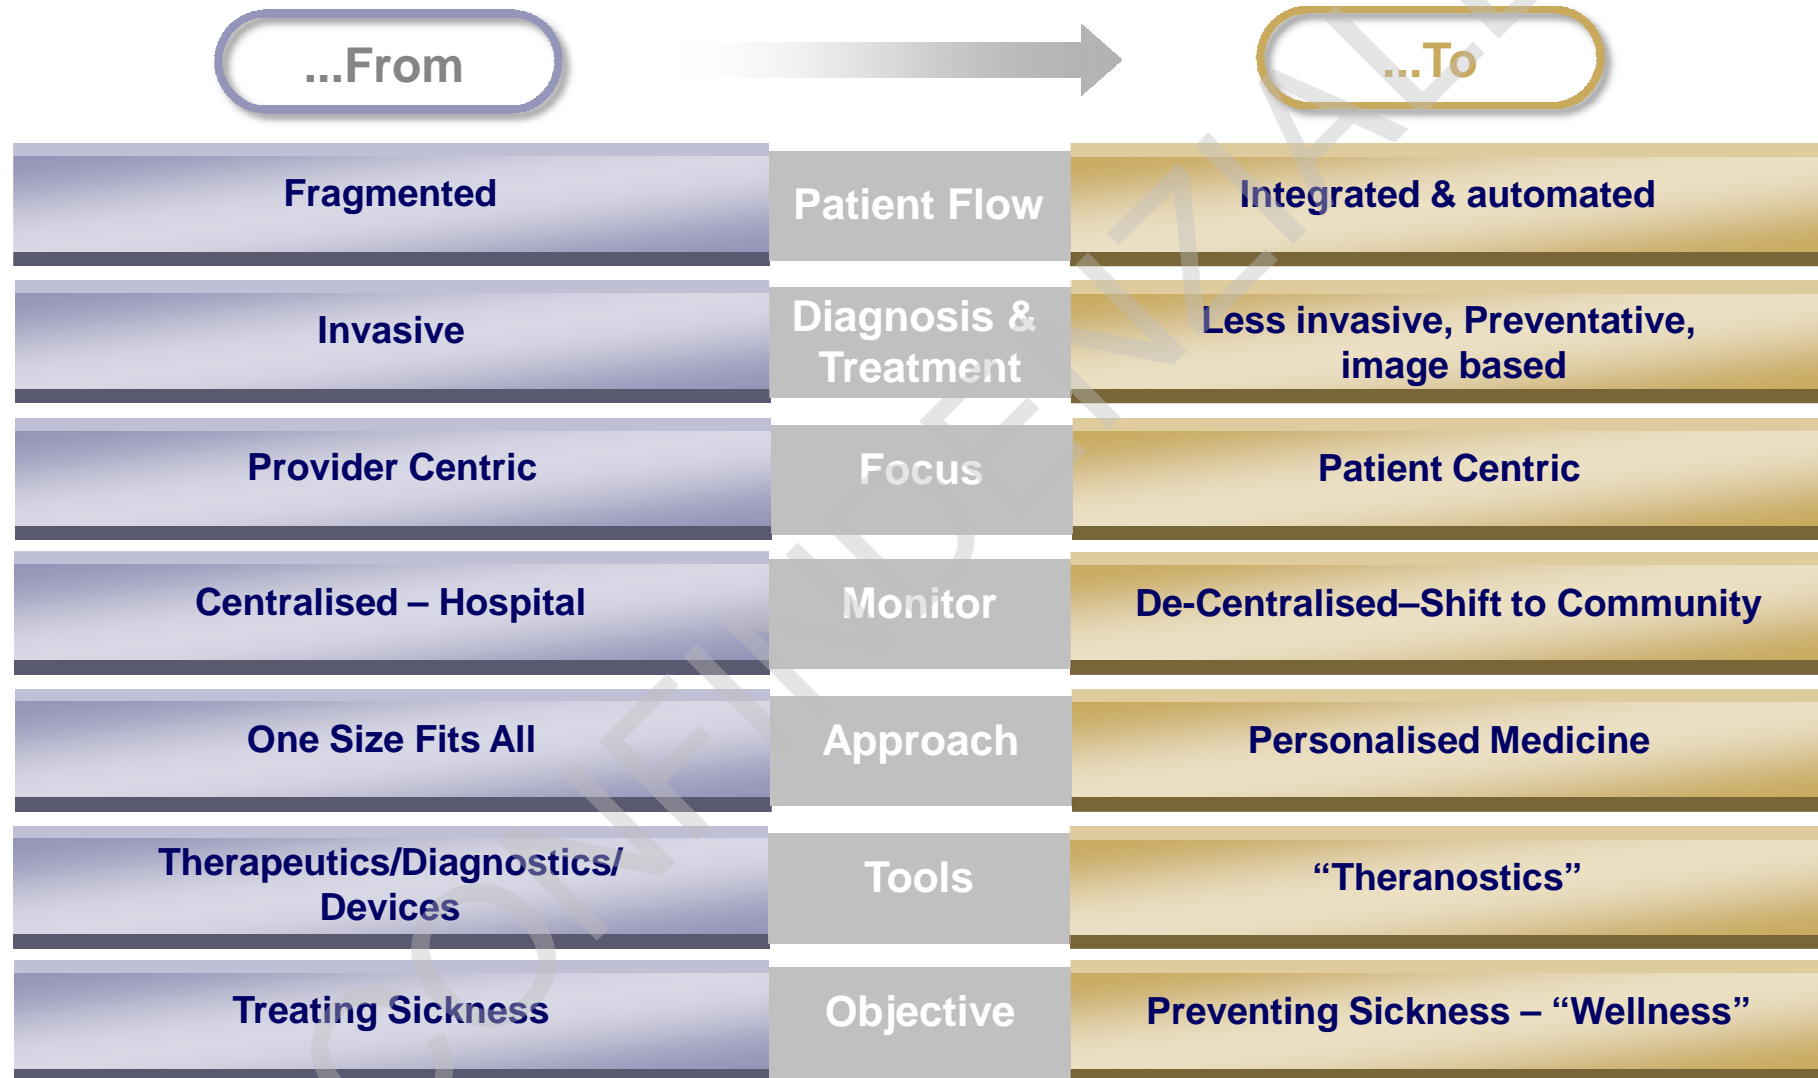 ...From
...To
Fragmented
Patient Flow
Integrated & automated
Invasive
Diagnosis &
Treatment
Less invasive, Preventative,
image based
Provider Centric
Focus
Patient Centric
Centralised – Hospital
Monitor
De-Centralised–Shift to Community
One Size Fits All
Approach
Personalised Medicine
Therapeutics/Diagnostics/
Devices
Tools
“Theranostics”
Treating Sickness
Objective
Preventing Sickness – “Wellness”
CONFINDENZIALE